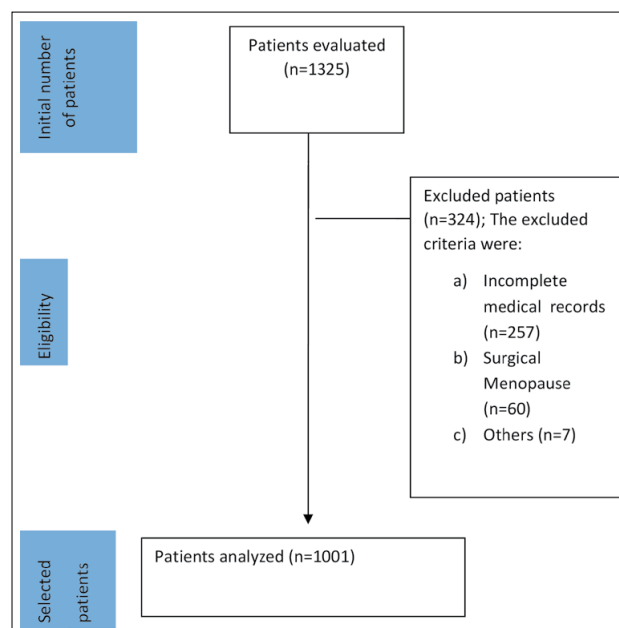 Initial number
of patients
Patients evaluated
(n=1325)
Excluded patients
(n=324); The excluded
criteria were:
a) Incomplete
medical records
(n=257)
b) Surgical
Menopause
(n=60)
c) Others (n=7)
Eligibility
Selected
patients
Patients analyzed (n=1001)